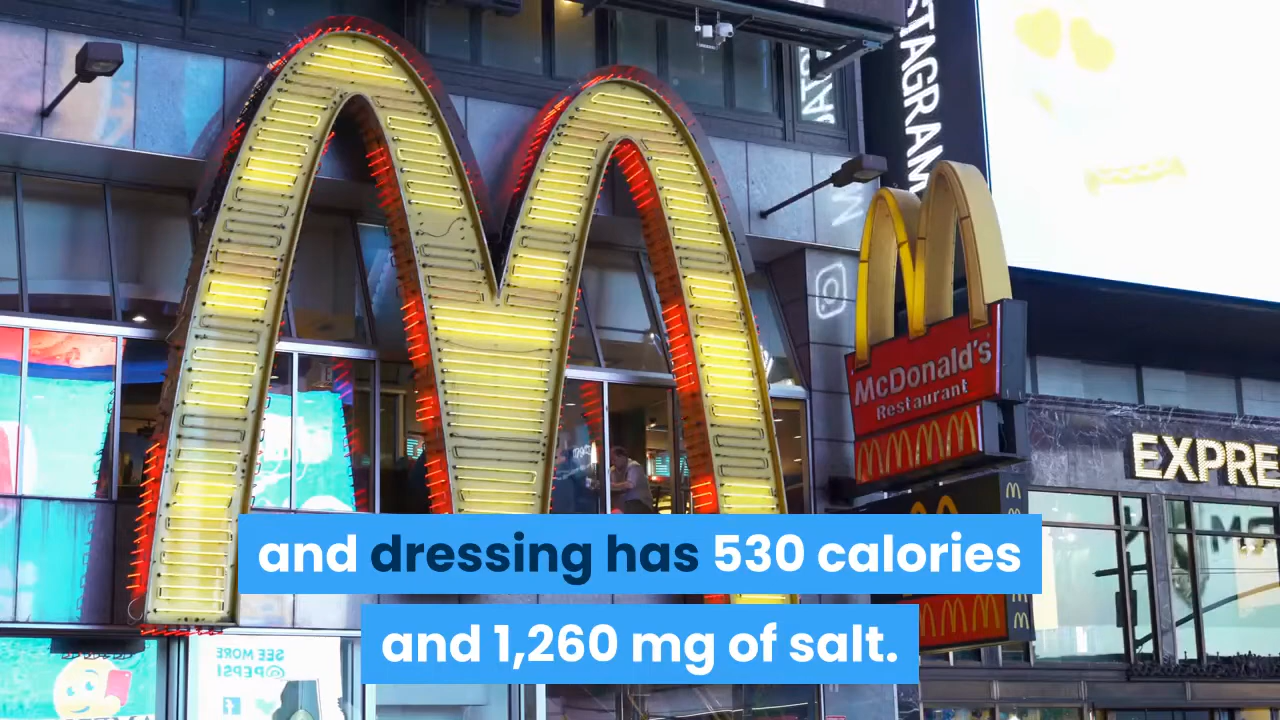 McDonald's
Restaurant
EXPRE
SEE MORE
@PEPSI
and dressing has 530 calories
and 1,260 mg of salt.